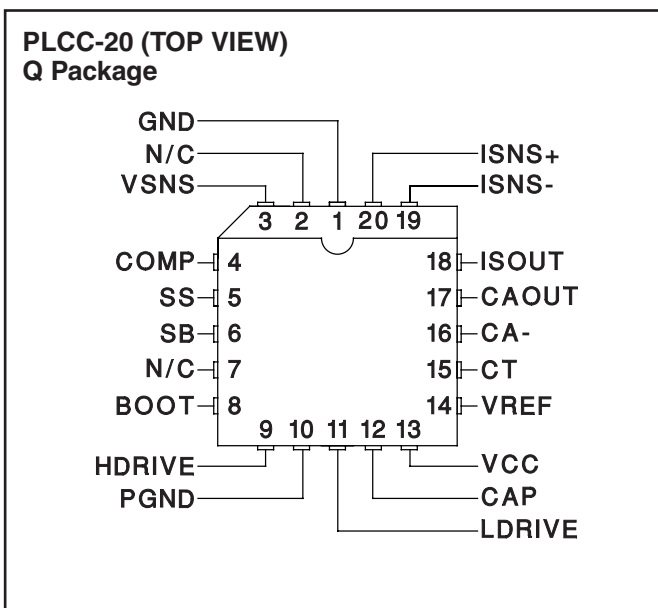 PLCC-20 (TOP VIEW)
Q Package
GND
N/C
VSNS
ISNS+
ISNS-
3 2 1 20 19
COMP 4
SS 5
SB 6
N/C 7
BOOT 8
18 ISOUT
17 CAOUT
16 CA-
15 CT
14 VREF
9 10 11 12 13
HDRIVE
PGND
VCC
CAP
LDRIVE